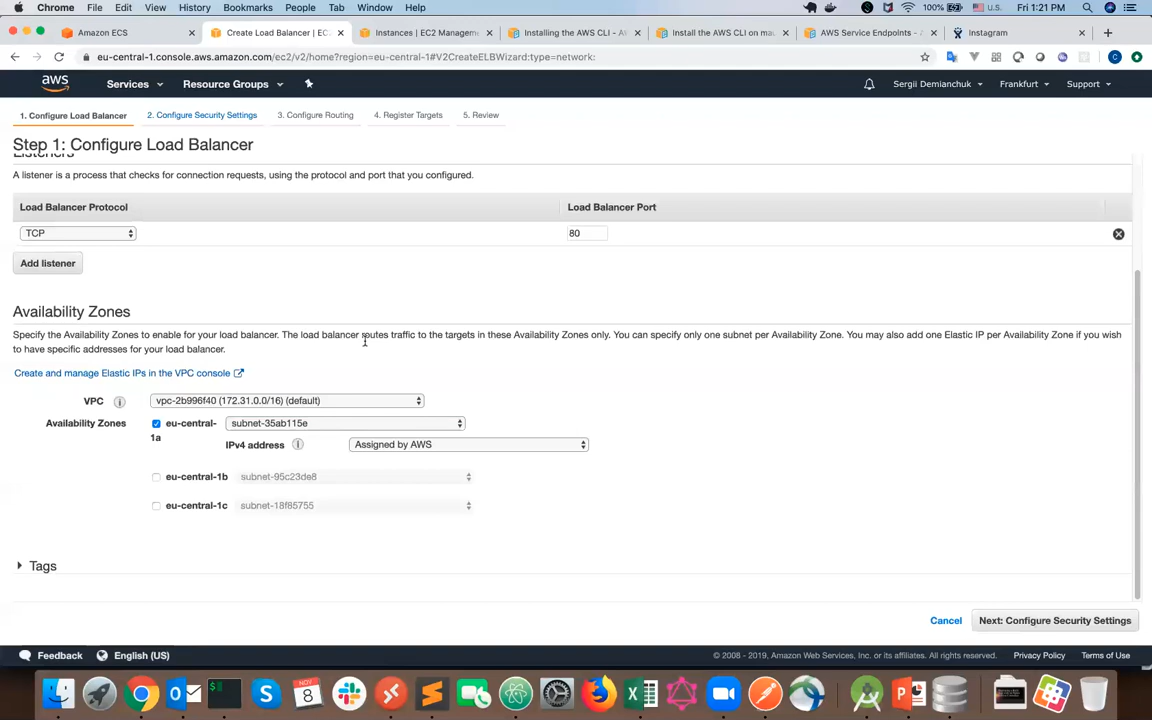 Chrome File Edit View History Bookmarks People Tab Window Help 100% U.S. Fri 1:21 PM
Amazon ECS Create Load Balancer | EC Instances | EC2 Managemen Installing the AWS CLI - A Install the AWS CLI on ma AWS Service Endpoints - A Instagram
eu-central-1.console.aws.amazon.com/ec2/v2/home?region=eu-central-1#V2CreateELBWizard:type=network:
aws Services Resource Groups Sergii Demianchuk Frankfurt Support
1. Configure Load Balancer 2. Configure Security Settings 3. Configure Routing 4. Register Targets 5. Review
Step 1: Configure Load Balancer
Listeners
A listener is a process that checks for connection requests, using the protocol and port that you configured.
Load Balancer Protocol Load Balancer Port
TCP 80
Add listener
Availability Zones
Specify the Availability Zones to enable for your load balancer. The load balancer routes traffic to the targets in these Availability Zones only. You can specify only one subnet per Availability Zone. You may also add one Elastic IP per Availability Zone if you wish
to have specific addresses for your load balancer.
Create and manage Elastic IPs in the VPC console
VPC i vpc-2b996f40 (172.31.0.0/16) (default)
Availability Zones eu-central-1a subnet-35ab115e
IPv4 address i Assigned by AWS
eu-central-1b subnet-95c23de8
eu-central-1c subnet-18f85755
Tags
Cancel Next: Configure Security Settings
Feedback English (US) © 2008 - 2019, Amazon Web Services, Inc. or its affiliates. All rights reserved. Privacy Policy Terms of Use
NOV
8